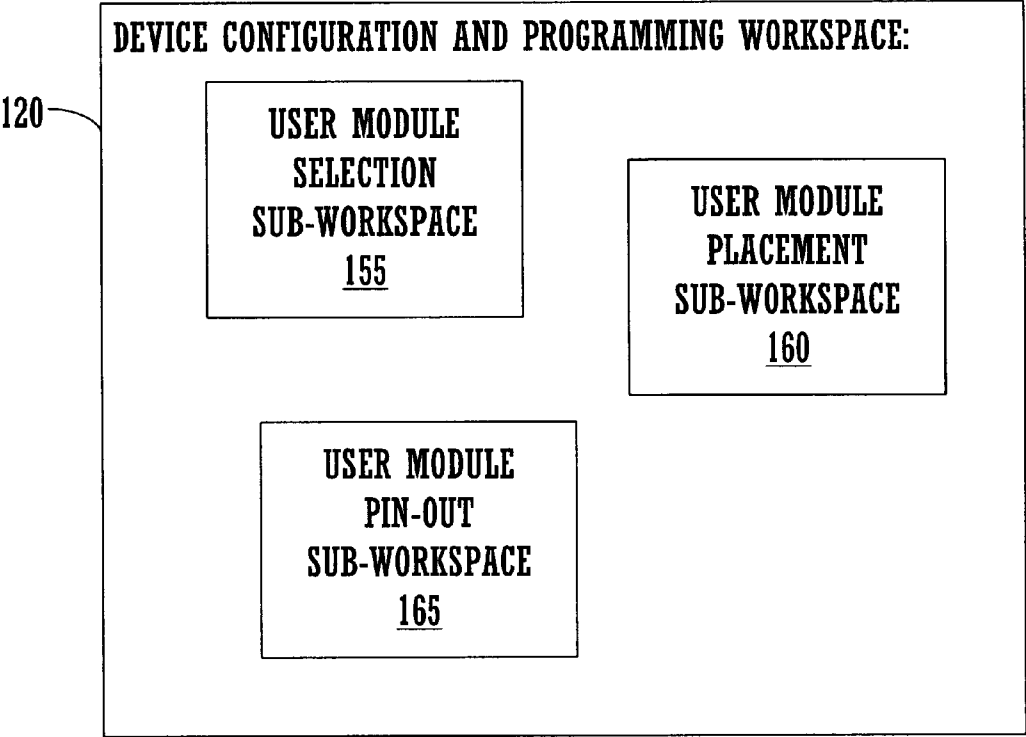 DEVICE CONFIGURATION AND PROGRAMMING WORKSPACE:
120
USER MODULE
SELECTION
SUB-WORKSPACE
155
USER MODULE
PLACEMENT
SUB-WORKSPACE
160
USER MODULE
PIN-OUT
SUB-WORKSPACE
165